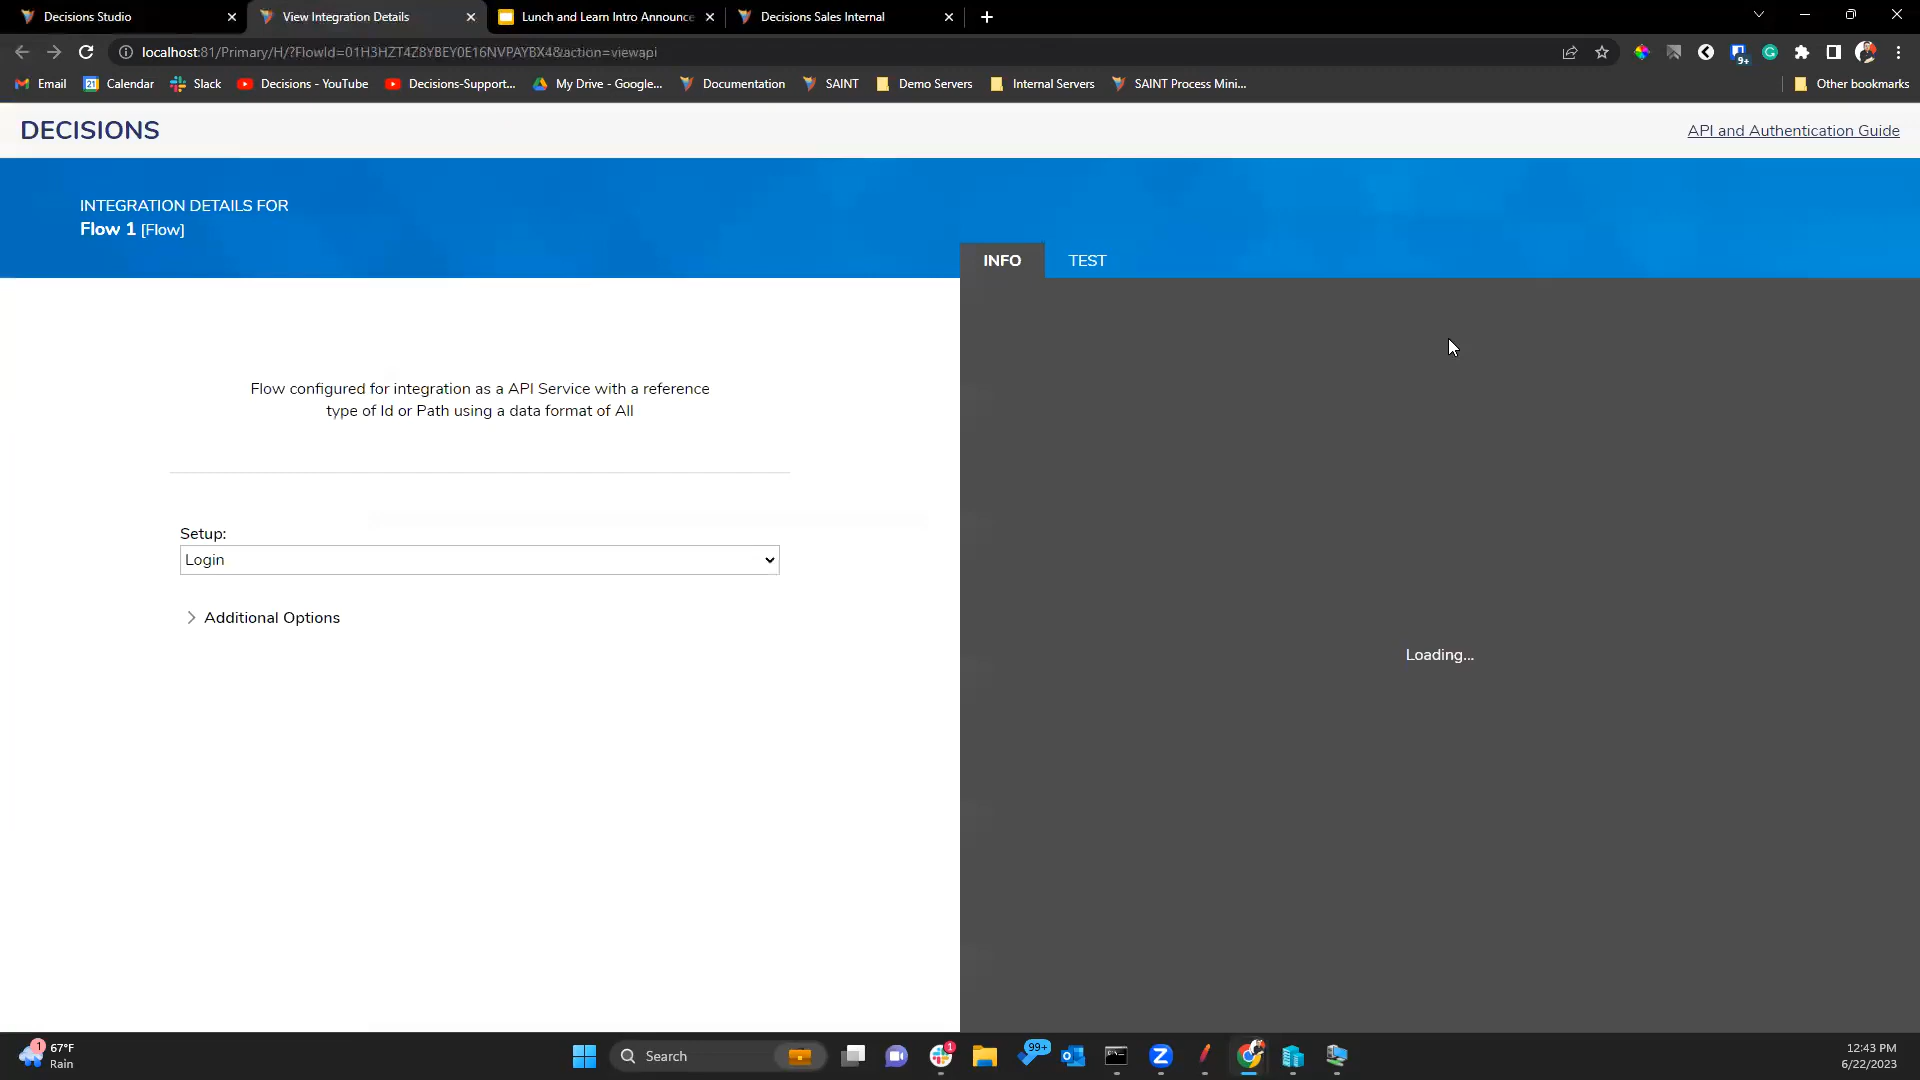 Decisions Studio
View Integration Details
Lunch and Learn Intro Announce
Decisions Sales Internal
localhost:81/Primary/H/?FlowId=01H3HZT4Z8YBEY0E16NVPAYBX4&action=viewapi
9+
Email
Calendar
Slack
Decisions - YouTube
Decisions-Support...
My Drive - Google...
Documentation
SAINT
Demo Servers
Internal Servers
SAINT Process Mini...
Other bookmarks
DECISIONS
API and Authentication Guide
INTEGRATION DETAILS FOR
Flow 1 [Flow]
INFO
TEST
Flow configured for integration as a API Service with a reference
type of Id or Path using a data format of All
Setup:
Login
Additional Options
Loading...
1
67°F
Rain
Search
1
99+
12:43 PM
6/22/2023